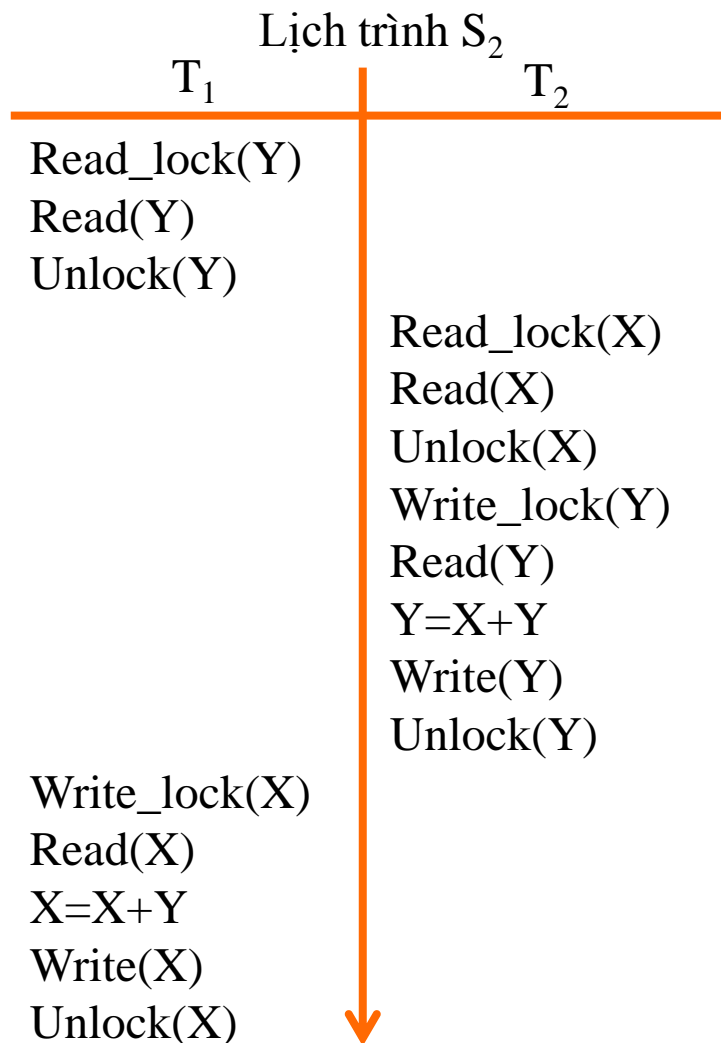 Lịch trình S₂
T₁ T₂
Read_lock(Y)
Read(Y)
Unlock(Y)
Read_lock(X)
Read(X)
Unlock(X)
Write_lock(Y)
Read(Y)
Y=X+Y
Write(Y)
Unlock(Y)
Write_lock(X)
Read(X)
X=X+Y
Write(X)
Unlock(X)